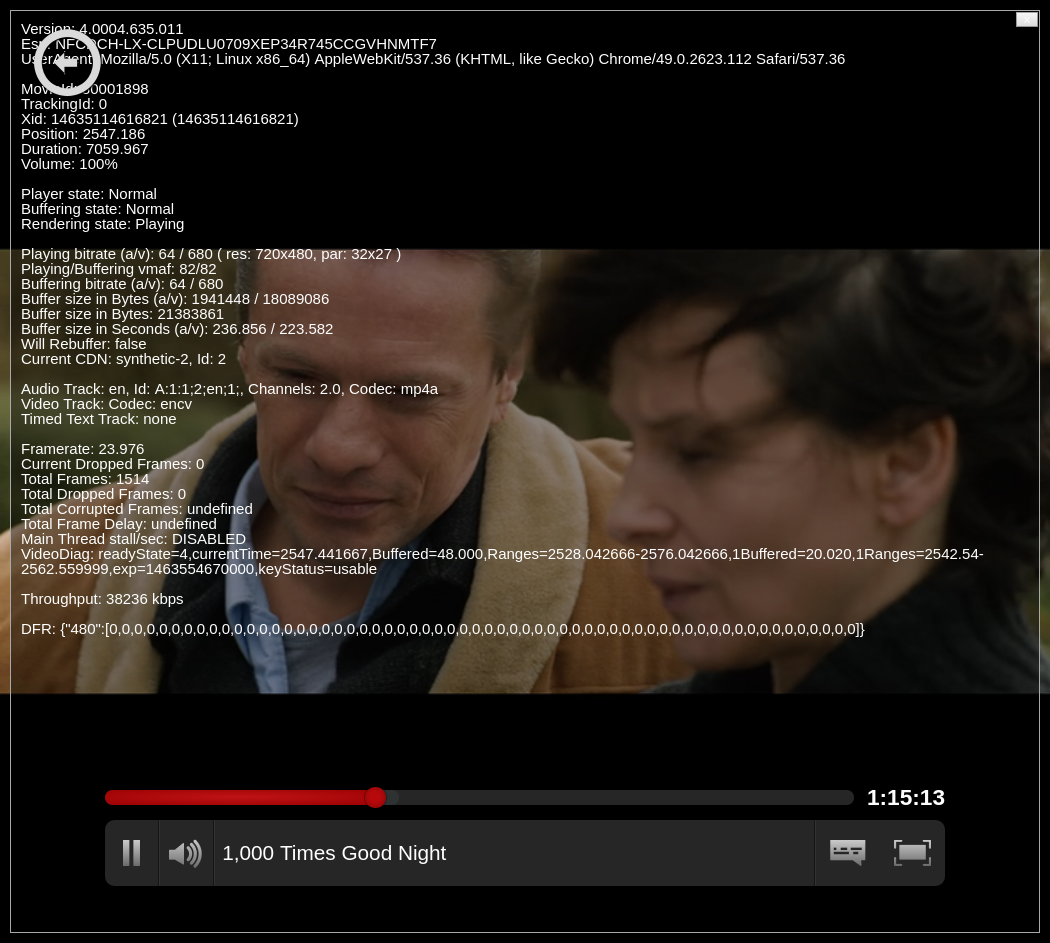 Version: 4.0004.635.011
Esn: NFCDCH-LX-CLPUDLU0709XEP34R745CCGVHNMTF7
UserAgent: Mozilla/5.0 (X11; Linux x86_64) AppleWebKit/537.36 (KHTML, like Gecko) Chrome/49.0.2623.112 Safari/537.36
TrackingId: 0
Xid: 14635114616821 (14635114616821)
Position: 2547.186
Duration: 7059.967
Volume: 100%
Player state: Normal
Buffering state: Normal
Rendering state: Playing
Playing bitrate (a/v): 64 / 680 ( res: 720x480, par: 32x27 )
Playing/Buffering vmaf: 82/82
Buffering bitrate (a/v): 64 / 680
Buffer size in Bytes (a/v): 1941448 / 18089086
Buffer size in Bytes: 21383861
Buffer size in Seconds (a/v): 236.856 / 223.582
Will Rebuffer: false
Current CDN: synthetic-2, Id: 2
Audio Track: en, Id: A:1:1;2;en;1;, Channels: 2.0, Codec: mp4a
Video Track: Codec: encv
Timed Text Track: none
Framerate: 23.976
Current Dropped Frames: 0
Total Frames: 1514
Total Dropped Frames: 0
Total Corrupted Frames: undefined
Total Frame Delay: undefined
Main Thread stall/sec: DISABLED
VideoDiag: readyState=4,currentTime=2547.441667,Buffered=48.000,Ranges=2528.042666-2576.042666,1Buffered=20.020,1Ranges=2542.54-
2562.559999,exp=1463554670000,keyStatus=usable
Throughput: 38236 kbps
DFR: {"480":[0,0,0,0,0,0,0,0,0,0,0,0,0,0,0,0,0,0,0,0,0,0,0,0,0,0,0,0,0,0,0,0,0,0,0,0,0,0,0,0,0,0,0,0,0,0,0,0,0,0,0,0,0,0,0,0,0,0,0,0]}
1:15:13
1,000 Times Good Night